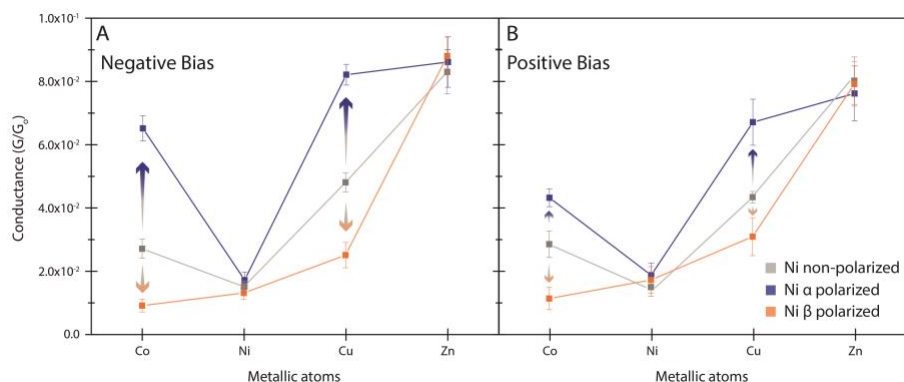 A
Negative Bias
B
Positive Bias
Conductance (G/G₀)
1.0x10⁻¹
8.0x10⁻²
6.0x10⁻²
4.0x10⁻²
2.0x10⁻²
0.0
Ni non-polarized
Ni α polarized
Ni β polarized
Co Ni Cu Zn
Co Ni Cu Zn
Metallic atoms
Metallic atoms